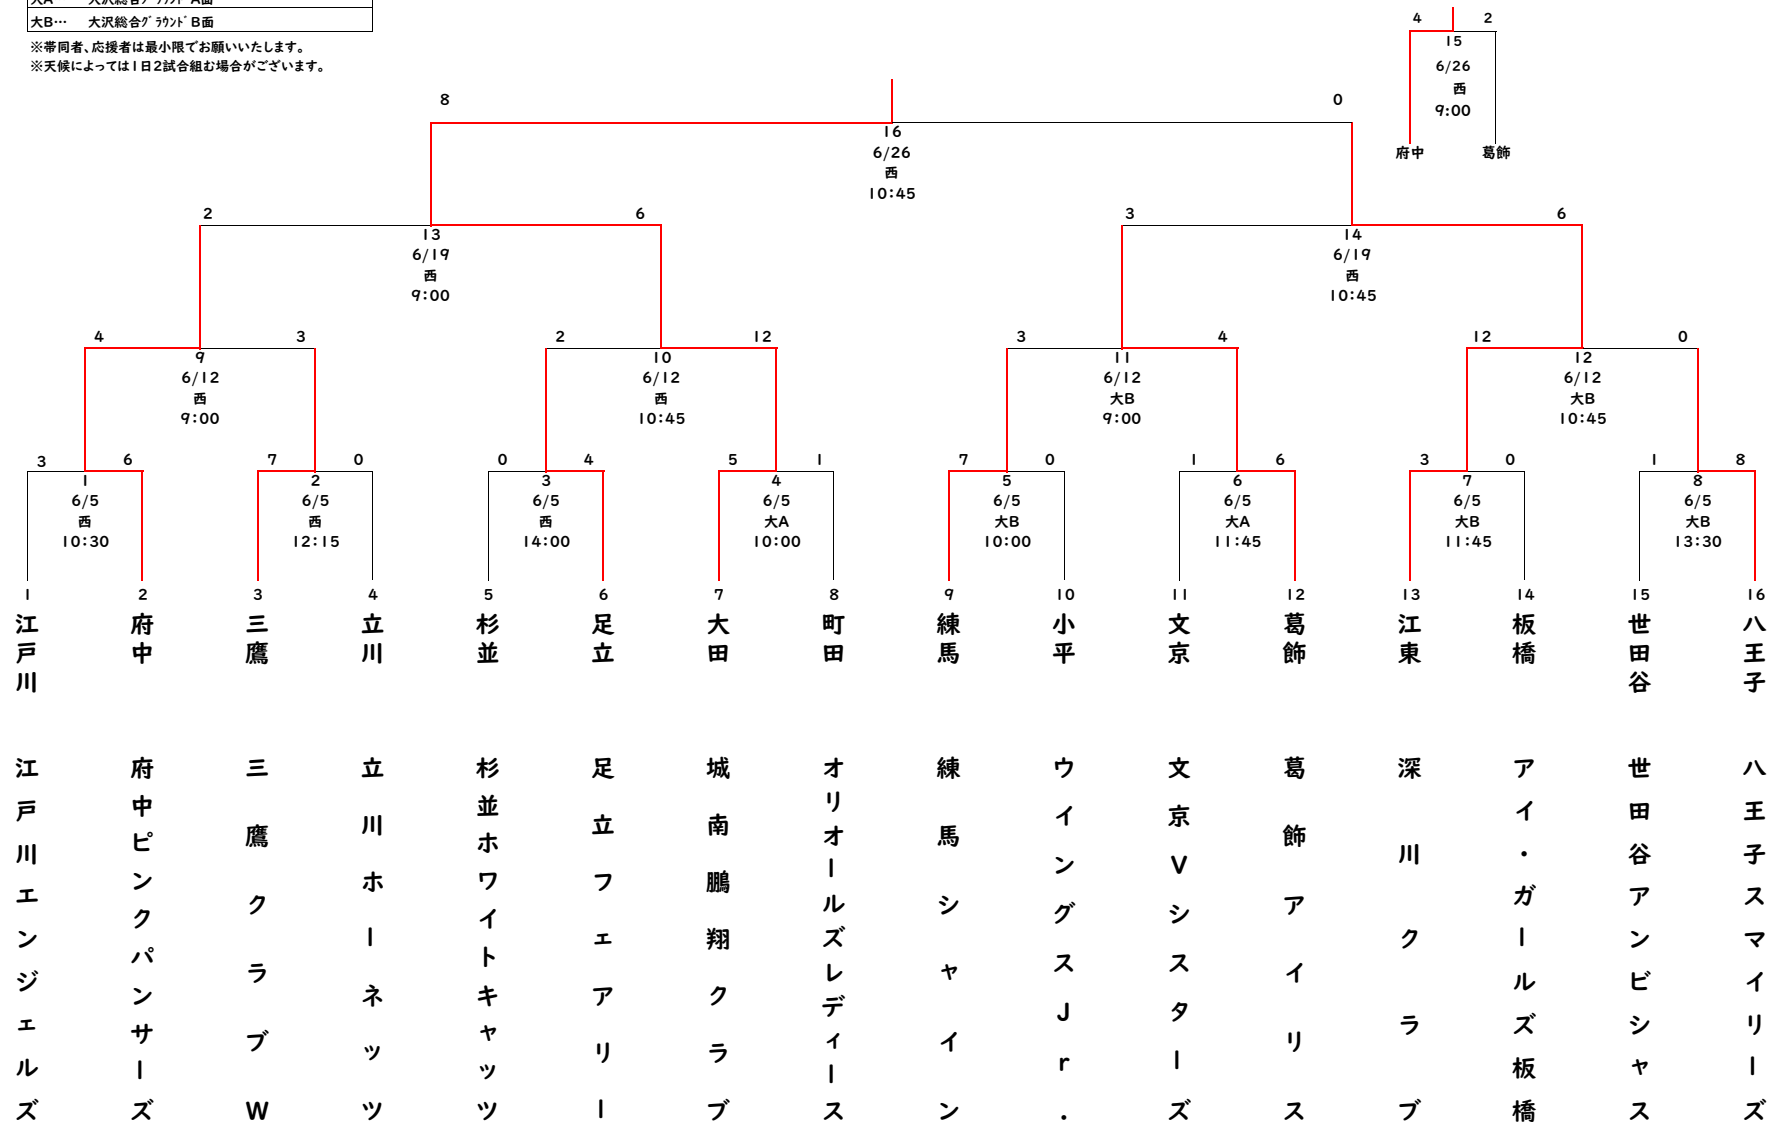 大A… 大沢総合ｸﾞﾗｳﾝﾄﾞA面
大B… 大沢総合ｸﾞﾗｳﾝﾄﾞB面
※帯同者、応援者は最小限でお願いいたします。
※天候によっては1日2試合組む場合がございます。
4 2
15
6/26
西
9:00
府中 葛飾
8 0
16
6/26
西
10:45
2 6 3 6
13 14
6/19 6/19
西 西
9:00 10:45
4 3 2 12 3 4 12 0
9 10 11 12
6/12 6/12 6/12 6/12
西 西 大B 大B
9:00 10:45 9:00 10:45
3 6 7 0 0 4 5 1 7 0 1 6 3 0 1 8
1 2 3 4 5 6 7 8
6/5 6/5 6/5 6/5 6/5 6/5 6/5 6/5
西 西 西 大A 大B 大A 大B 大B
10:30 12:15 14:00 10:00 10:00 11:45 11:45 13:30
1 2 3 4 5 6 7 8 9 10 11 12 13 14 15 16
江戸川
府中
三鷹
立川
杉並
足立
大田
町田
練馬
小平
文京
葛飾
江東
板橋
世田谷
八王子
江戸川エンジェルズ
府中ピンクパンサーズ
三鷹クラブW
立川ホーネッツ
杉並ホワイトキャッツ
足立フェアリー
城南鵬翔クラブ
オリオールズレディース
練馬シャイン
ウイングスJr.
文京Vシスターズ
葛飾アイリス
深川クラブ
アイ・ガールズ板橋
世田谷アンビシャス
八王子スマイリーズ